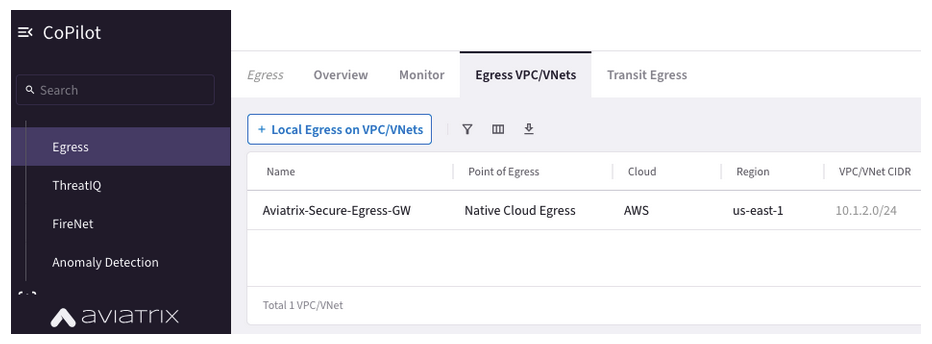 CoPilot
Search
Egress
ThreatIQ
FireNet
Anomaly Detection
aviatrix
Egress Overview Monitor Egress VPC/VNets Transit Egress
+ Local Egress on VPC/VNets
Name Point of Egress Cloud Region VPC/VNet CIDR
Aviatrix-Secure-Egress-GW Native Cloud Egress AWS us-east-1 10.1.2.0/24
Total 1 VPC/VNet